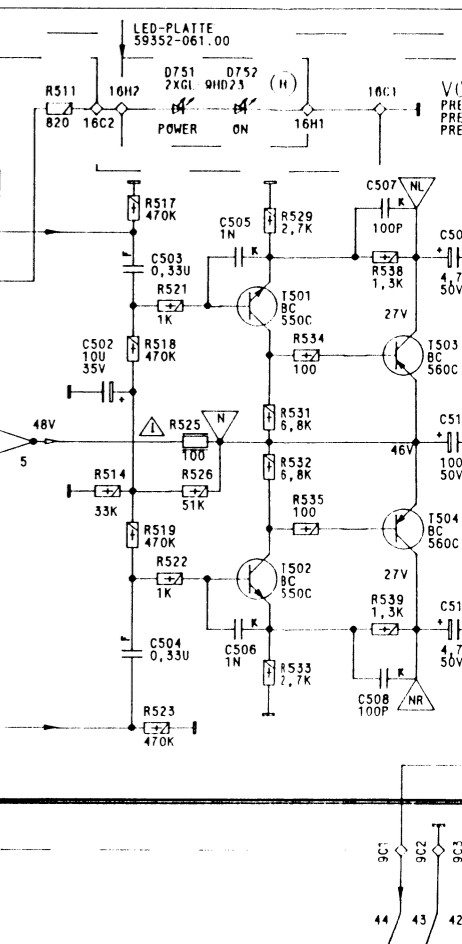 LED-PLATTE
59352-061.00
R511
820
16C2
16H2
D751
2XGL 9HD23
D752
(H)
POWER
ON
16H1
16C1
PRE
PRE
PRE
R517
470K
C505
1N
K
R529
2,7K
C507
K
100P
NL
F
C503
0,33U
R521
1K
R538
1,3K
+
4,7
50V
T501
BC
550C
27V
C502
10U
35V
+
R518
470K
R534
100
T503
BC
560C
48V
5
R525
100
N
R531
6,8K
46V
C51
100
50V
+
R514
33K
R526
51K
R532
6,8K
R519
470K
R535
100
T504
BC
560C
R522
1K
T502
BC
550C
27V
R539
1,3K
C51
+
4,7
50V
F
C504
0,33U
C506
1N
K
R533
2,7K
C508
100P
K
NR
R523
470K
9C1
9C2
9C3
44
43
42